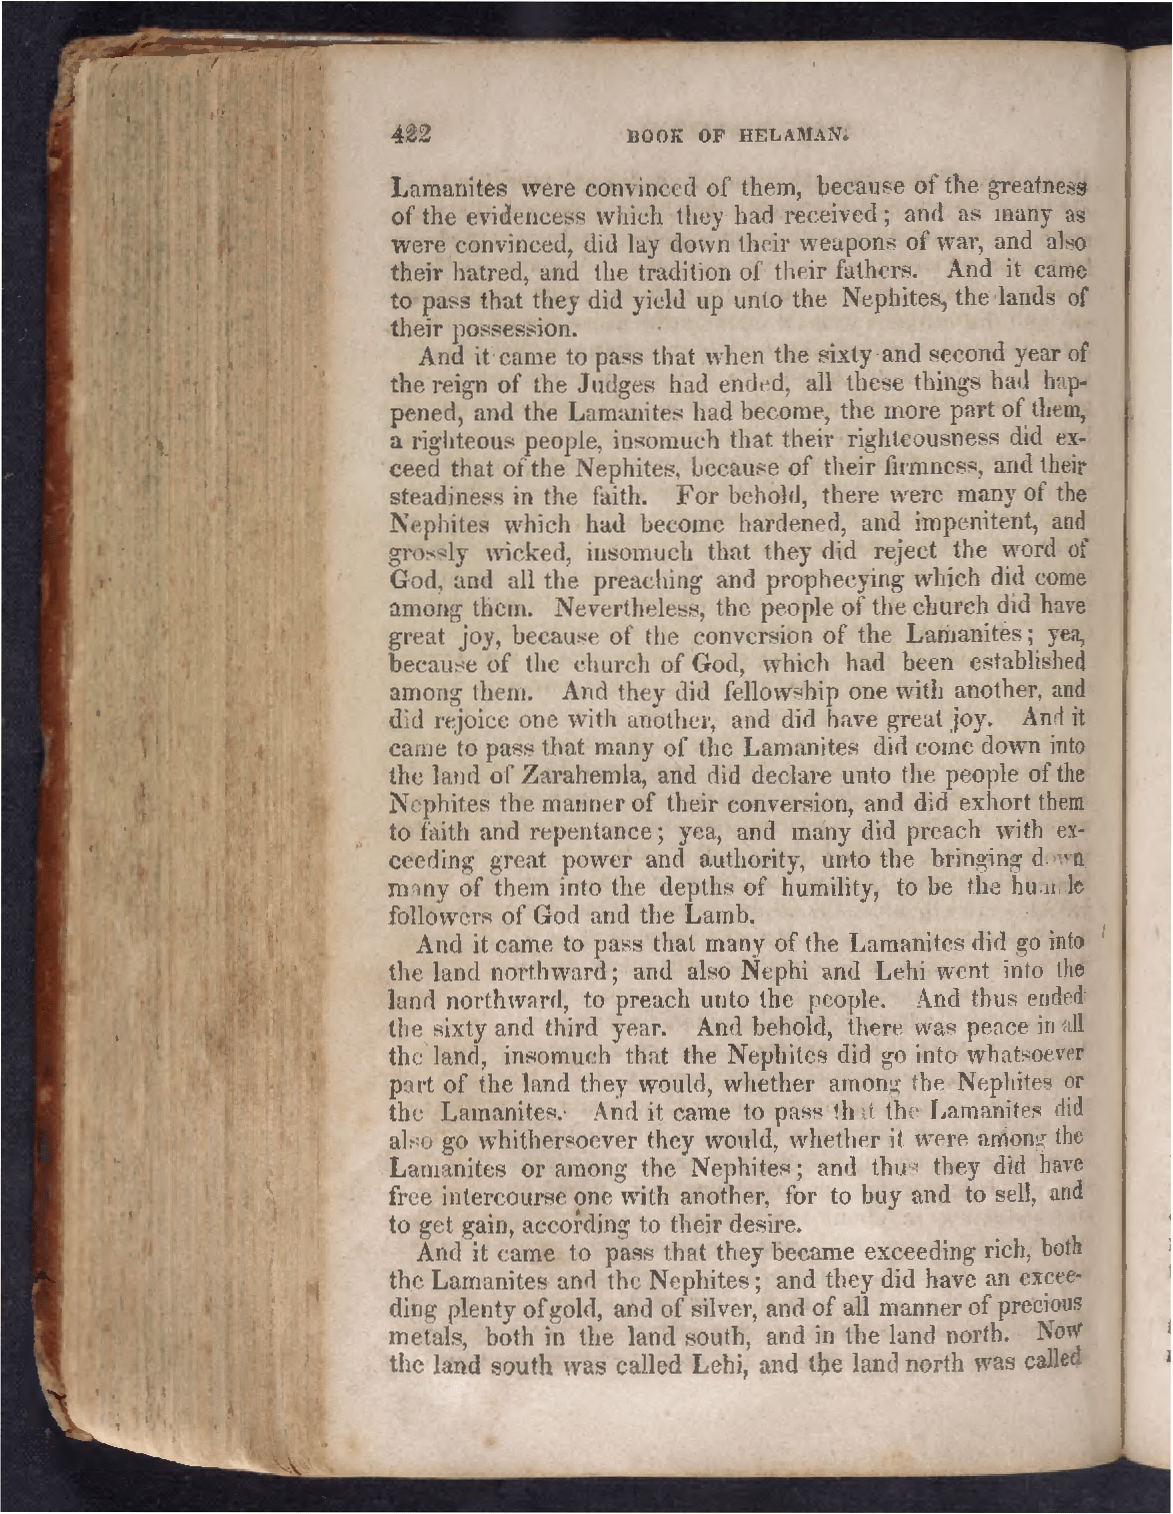 422 BOOK OF HELAMAN.
Lamanites were convinced of them, because of the greatness
of the evidencess which they had received; and as many as
were convinced, did lay down their weapons of war, and also
their hatred, and the tradition of their fathers. And it came
to pass that they did yield up unto the Nephites, the lands of
their possession.
And it came to pass that when the sixty and second year of
the reign of the Judges had ended, all these things had hap-
pened, and the Lamanites had become, the more part of them,
a righteous people, insomuch that their righteousness did ex-
ceed that of the Nephites, because of their firmness, and their
steadiness in the faith. For behold, there were many of the
Nephites which had become hardened, and impenitent, and
grossly wicked, insomuch that they did reject the word of
God, and all the preaching and prophecying which did come
among them. Nevertheless, the people of the church did have
great joy, because of the conversion of the Lamanites; yea,
because of the church of God, which had been established
among them. And they did fellowship one with another, and
did rejoice one with another, and did have great joy. And it
came to pass that many of the Lamanites did come down into
the land of Zarahemla, and did declare unto the people of the
Nephites the manner of their conversion, and did exhort them
to faith and repentance; yea, and many did preach with ex-
ceeding great power and authority, unto the bringing down
many of them into the depths of humility, to be the humble
followers of God and the Lamb.
And it came to pass that many of the Lamanites did go into
the land northward; and also Nephi and Lehi went into the
land northward, to preach unto the people. And thus ended
the sixty and third year. And behold, there was peace in all
the land, insomuch that the Nephites did go into whatsoever
part of the land they would, whether among the Nephites or
the Lamanites. And it came to pass that the Lamanites did
also go whithersoever they would, whether it were among the
Lamanites or among the Nephites; and thus they did have
free intercourse one with another, for to buy and to sell, and
to get gain, according to their desire.
And it came to pass that they became exceeding rich, both
the Lamanites and the Nephites; and they did have an excee-
ding plenty of gold, and of silver, and of all manner of precious
metals, both in the land south, and in the land north. Now
the land south was called Lehi, and the land north was called